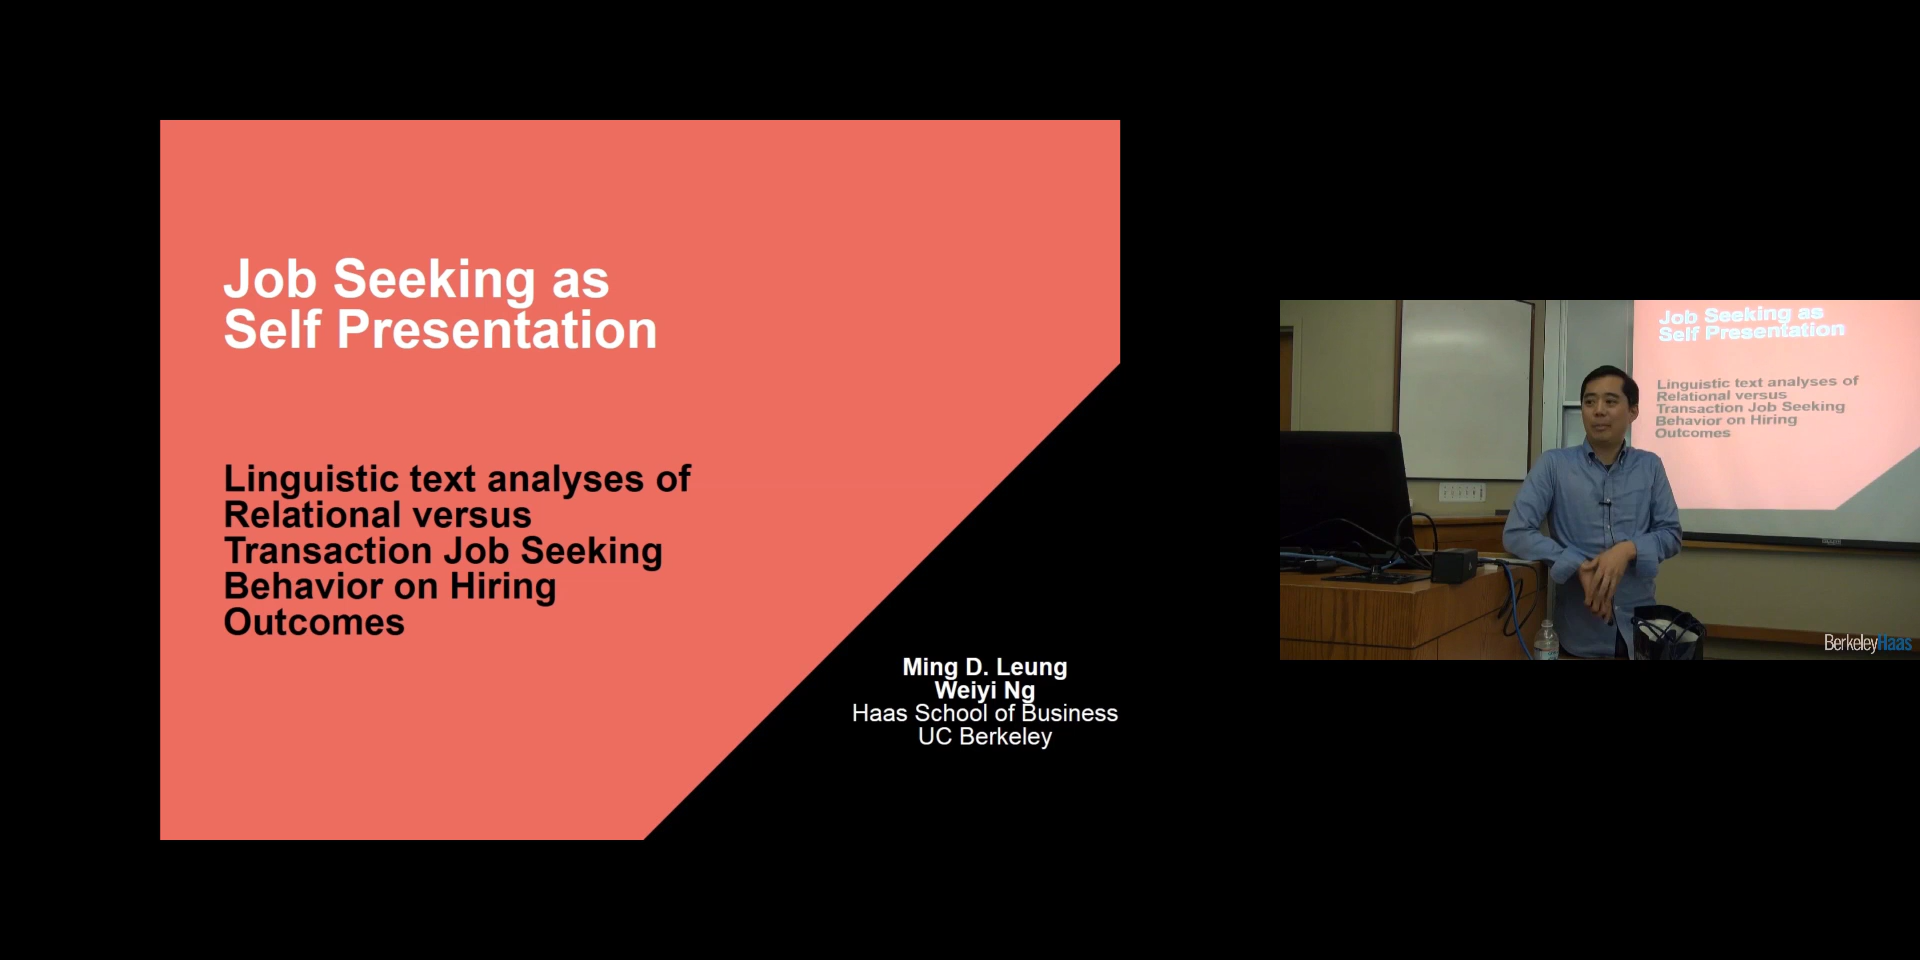 Job Seeking as
Self Presentation
Linguistic text analyses of
Relational versus
Transaction Job Seeking
Behavior on Hiring
Outcomes
Ming D. Leung
Weiyi Ng
Haas School of Business
UC Berkeley
Job Seeking as
Self Presentation
Linguistic text analyses of
Relational versus
Transaction Job Seeking
Behavior on Hiring
Outcomes
BerkeleyHaas